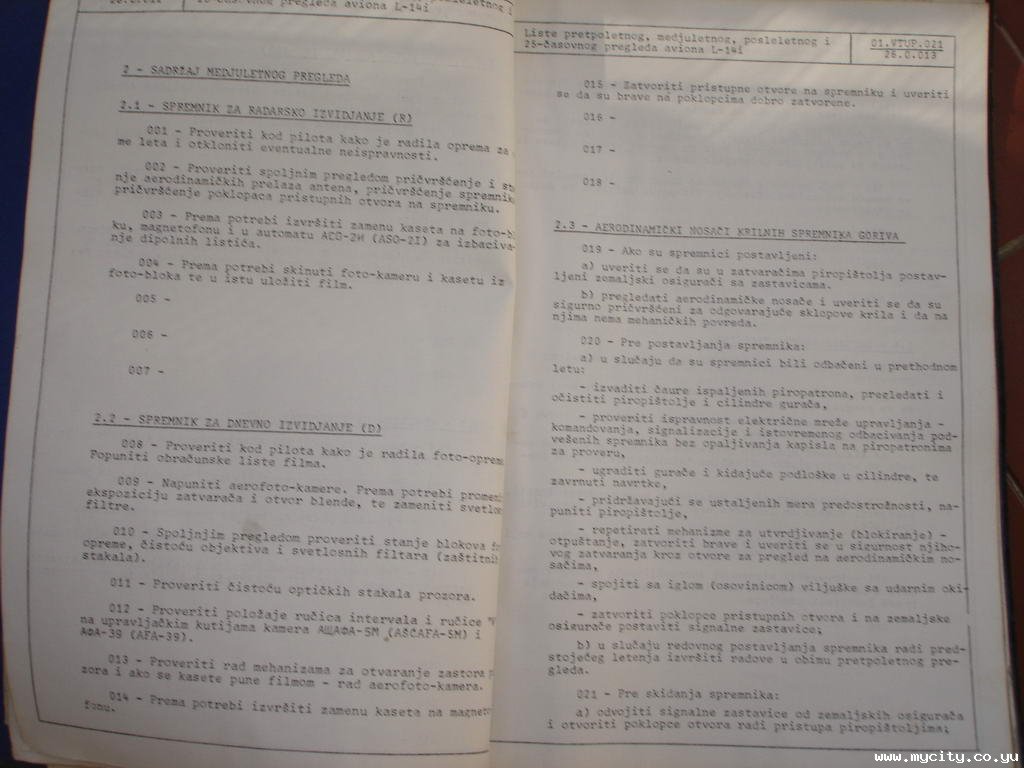 25-časovnog pregleda aviona L-14i
2 - SADRŽAJ MEDJULETNOG PREGLEDA
2.1 - SPREMNIK ZA RADARSKO IZVIDJANJE (R)
001 - Proveriti kod pilota kako je radila oprema za
me leta i otkloniti eventualne neispravnosti.
002 - Proveriti spoljnim pregledom pričvršćenje i
nje aerodinamičkih prelaza antena, pričvršćenje
pričvršćenje poklopaca pristupnih otvora na spremniku.
003 - Prema potrebi izvršiti zamenu kaseta na
ku, magnetofonu i u automatu АСО-2И (ASO-2I) za
nje dipolnih listića.
004 - Prema potrebi skinuti foto-kameru i kasetu iz
foto-bloka te u istu uložiti film.
005 -
006 -
007 -
2.2 - SPREMNIK ZA DNEVNO IZVIDJANJE (D)
008 - Proveriti kod pilota kako je radila
Popuniti obračunske liste filma.
009 - Napuniti aerofoto-kamere. Prema potrebi
ekspoziciju zatvarača i otvor blende, te zameniti
filtre.
010 - Spoljnjim pregledom proveriti stanje blokova
opreme, čistoću objektiva i svetlosnih filtara
stakala).
011 - Proveriti čistoću optičkih stakala prozora.
012 - Proveriti položaje ručica intervala i ručice
na upravljačkim kutijama kamera АЩАФА-5М (AŠČAFA-5M) i
АФА-39 (AFA-39).
013 - Proveriti rad mehanizama za otvaranje zastora
zora i ako se kasete pune filmom - rad aerofoto-kamera.
014 - Prema potrebi izvršiti zamenu kaseta na
fonu.
Liste pretpoletnog, medjuletnog, posleletnog i
25-časovnog pregleda aviona L-14i
01.VTUP.021
26.0.013
015 - Zatvoriti pristupne otvore na spremniku i uveriti
se da su brave na poklopcima dobro zatvorene.
016 -
017 -
018 -
2.3 - AERODINAMIČKI NOSAČI KRILNIH SPREMNIKA GORIVA
019 - Ako su spremnici postavljeni:
a) uveriti se da su u zatvaračima piropištolja postav-
ljeni zemaljski osigurači sa zastavicama.
b) pregledati aerodinamičke nosače i uveriti se da su
sigurno pričvršćeni za odgovarajuće sklopove krila i da na
njima nema mehaničkih povreda.
020 - Pre postavljanja spremnika:
a) u slučaju da su spremnici bili odbačeni u prethodnom
letu:
- izvaditi čaure ispaljenih piropatrona, pregledati i
očistiti piropištolje i cilindre gurača,
- proveriti ispravnost električne mreže upravljanja -
komandovanja, signalizacije i istovremenog odbacivanja pod-
vešenih spremnika bez opaljivanja kapisla na piropatronima
za proveru,
- ugraditi gurače i kidajuće podloške u cilindre, te
zavrnuti navrtke,
- pridržavajući se ustaljenih mera predostrožnosti, na-
puniti piropištolje,
- repetirati mehanizme za utvrdjivanje (blokiranje) -
otpuštanje, zatvoriti brave i uveriti se u sigurnost njiho-
vog zatvaranja kroz otvore za pregled na aerodinamičkim no-
sačima,
- spojiti sa iglom (osovinicom) viljuške sa udarnim oki-
dačima,
- zatvoriti poklopce pristupnih otvora i na zemaljske
osigurače postaviti signalne zastavice;
b) u slučaju redovnog postavljanja spremnika radi pred-
stojećeg letenja izvršiti radove u obimu pretpoletnog pre-
gleda.
021 - Pre skidanja spremnika:
a) odvojiti signalne zastavice od zemaljskih osigurača
i otvoriti poklopce otvora radi pristupa piropištoljima;
www.mycity.co.yu